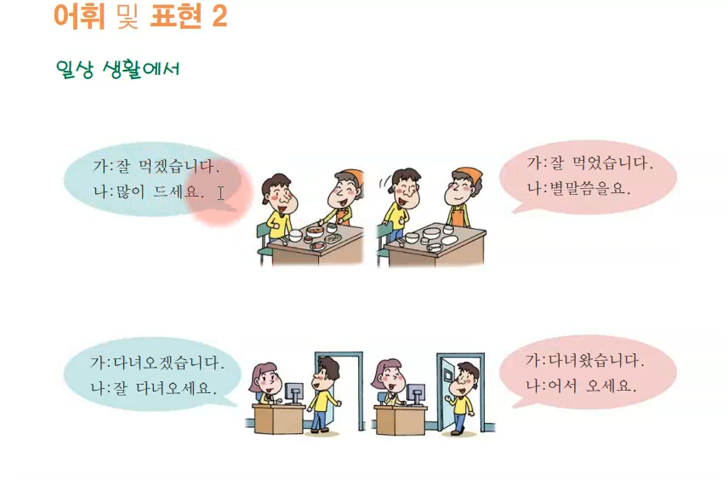 어휘 및 표현 2
일상 생활에서
가:잘 먹겠습니다.
나:많이 드세요.
가:잘 먹었습니다.
나:별말씀을요.
가:다녀오겠습니다.
나:잘 다녀오세요.
가:다녀왔습니다.
나:어서 오세요.